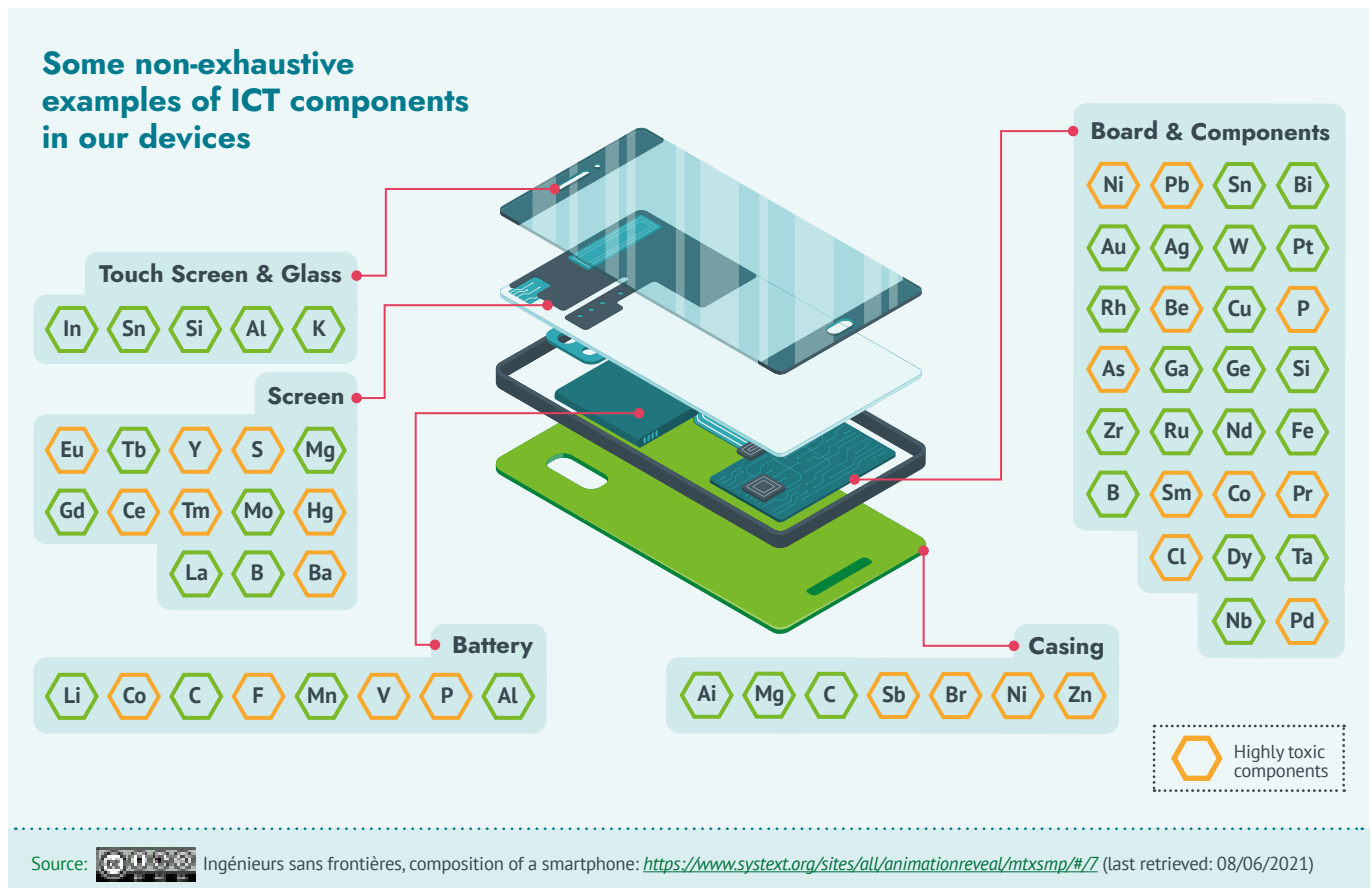 Some non-exhaustive
examples of ICT components
in our devices
Touch Screen & Glass
In Sn Si Al K
Screen
Eu Tb Y S Mg
Gd Ce Tm Mo Hg
La B Ba
Battery
Li Co C F Mn V P Al
Casing
Ai Mg C Sb Br Ni Zn
Board & Components
Ni Pb Sn Bi
Au Ag W Pt
Rh Be Cu P
As Ga Ge Si
Zr Ru Nd Fe
B Sm Co Pr
Cl Dy Ta
Nb Pd
Highly toxic
components
Source: Ingénieurs sans frontières, composition of a smartphone: https://www.systext.org/sites/all/animationreveal/mtxsmp/#/7 (last retrieved: 08/06/2021)